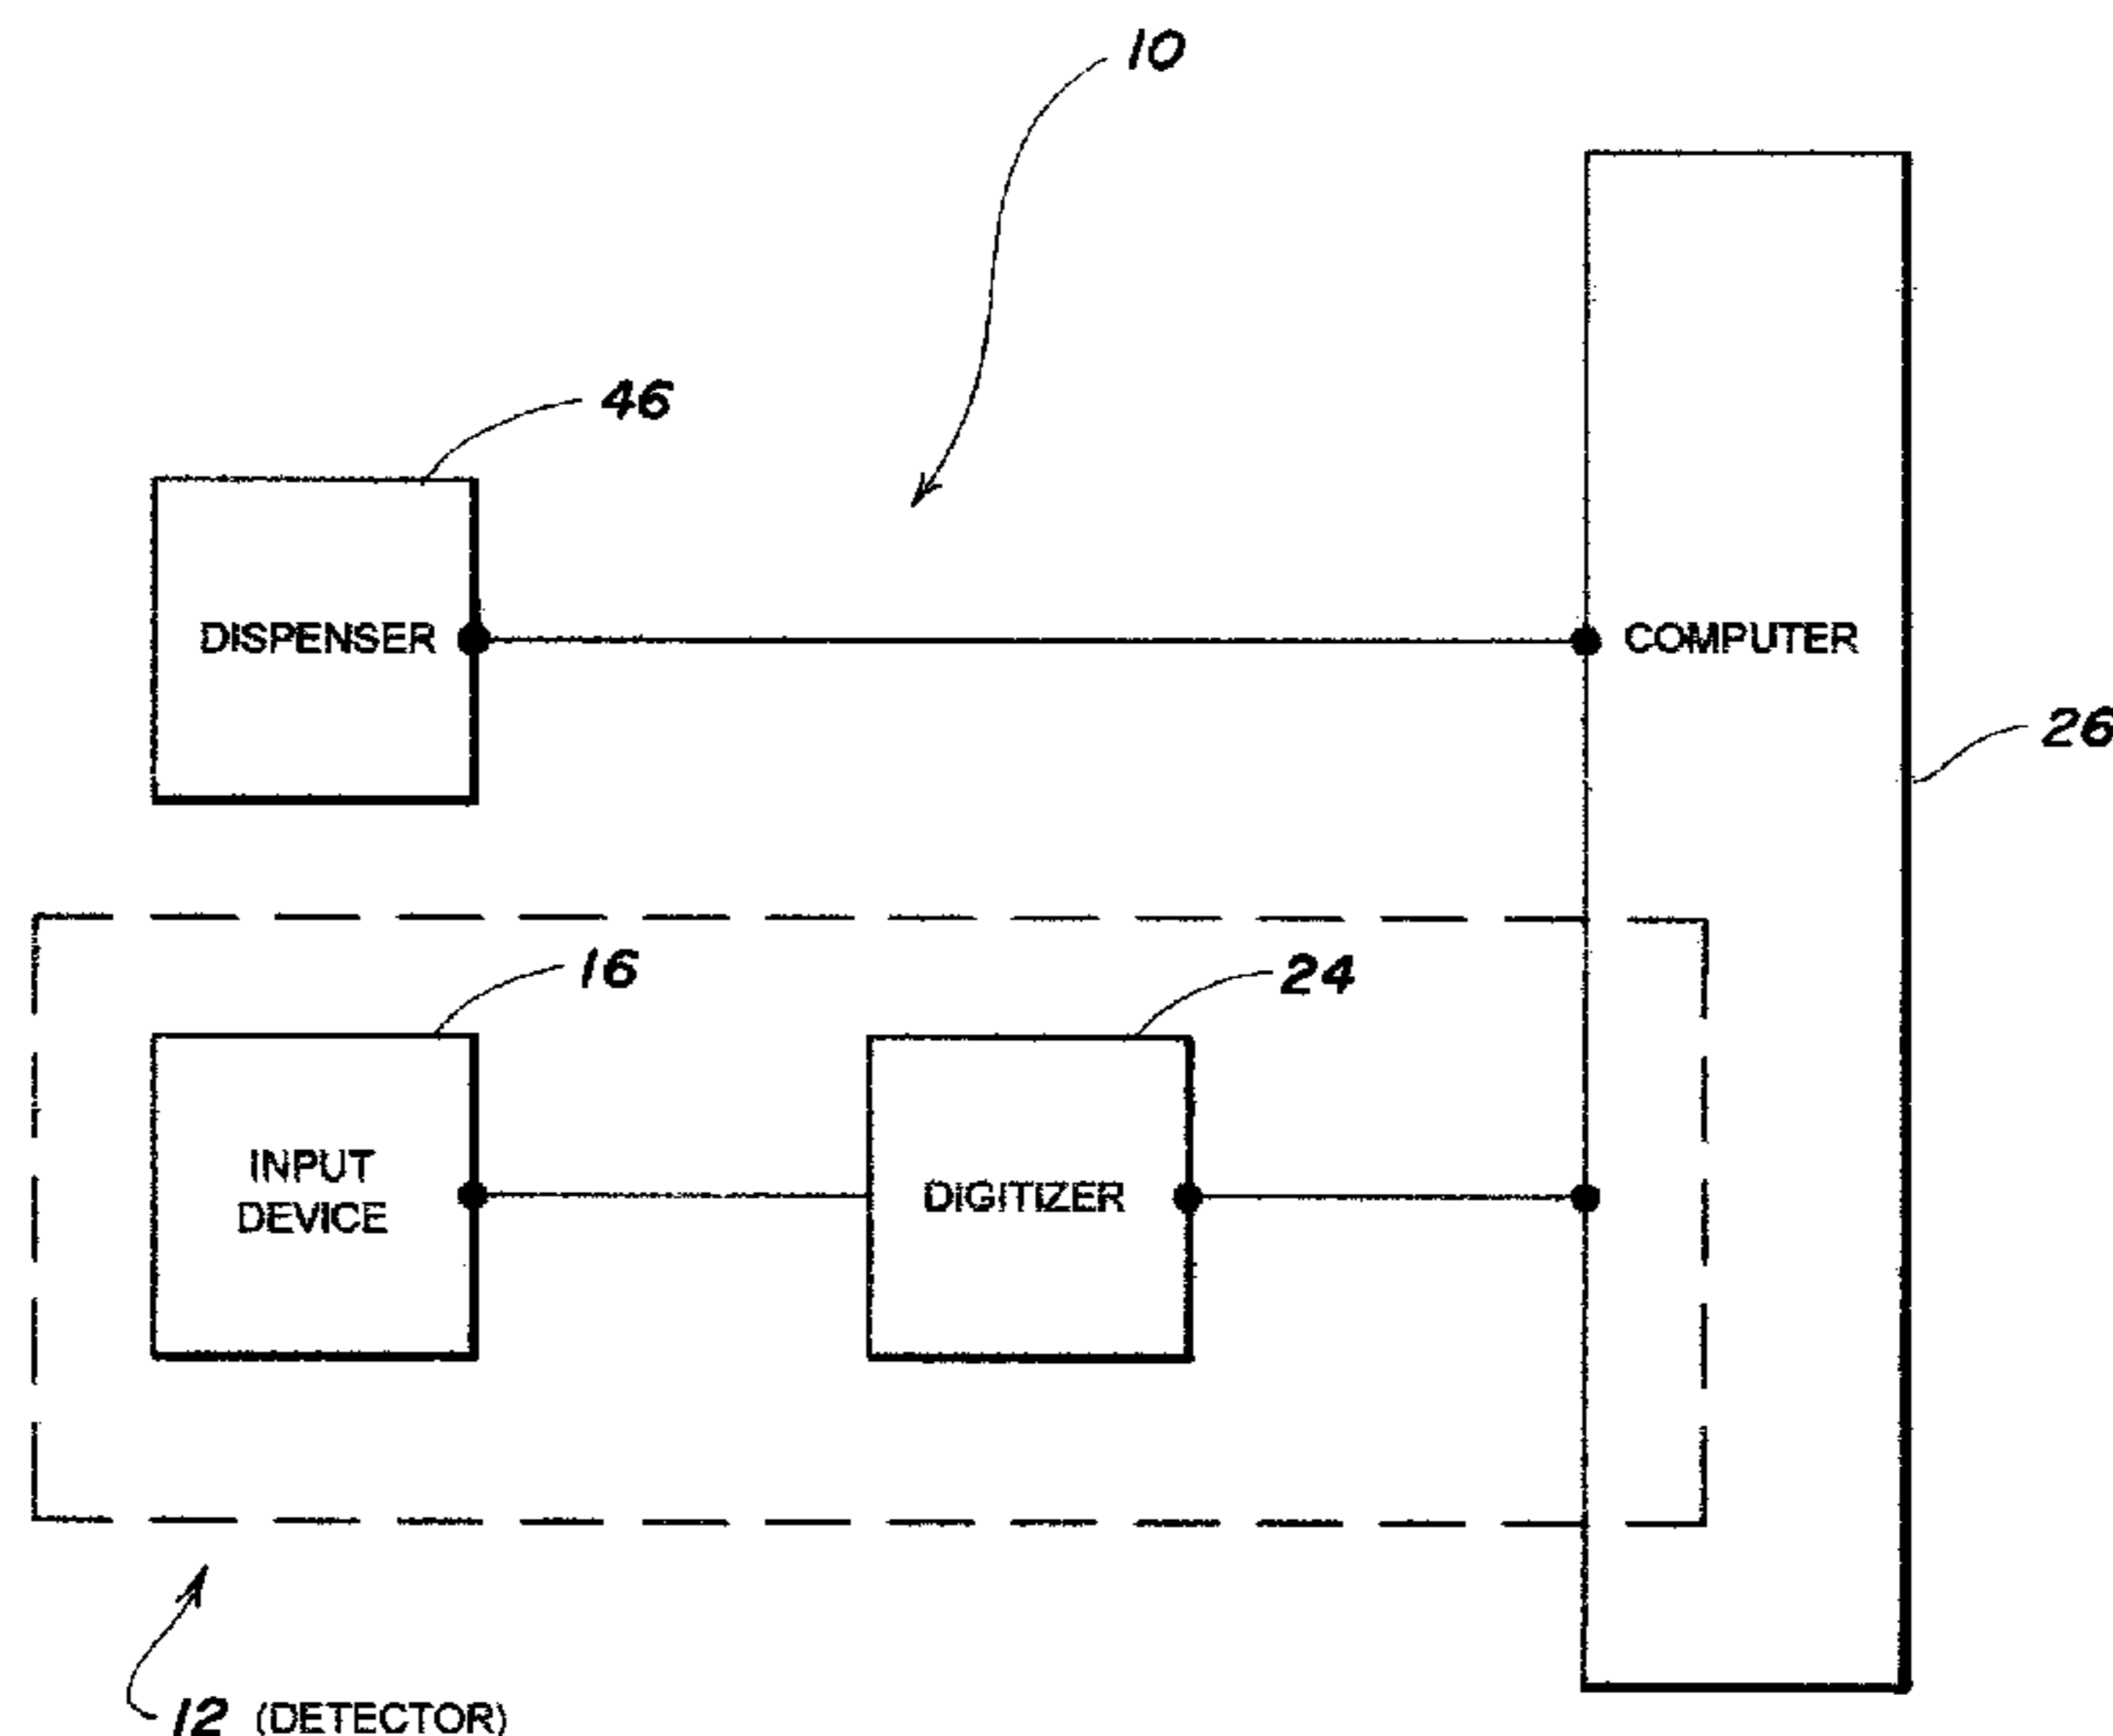 10
46
DISPENSER
COMPUTER
26
16
24
INPUT
DEVICE
DIGITIZER
12 (DETECTOR)